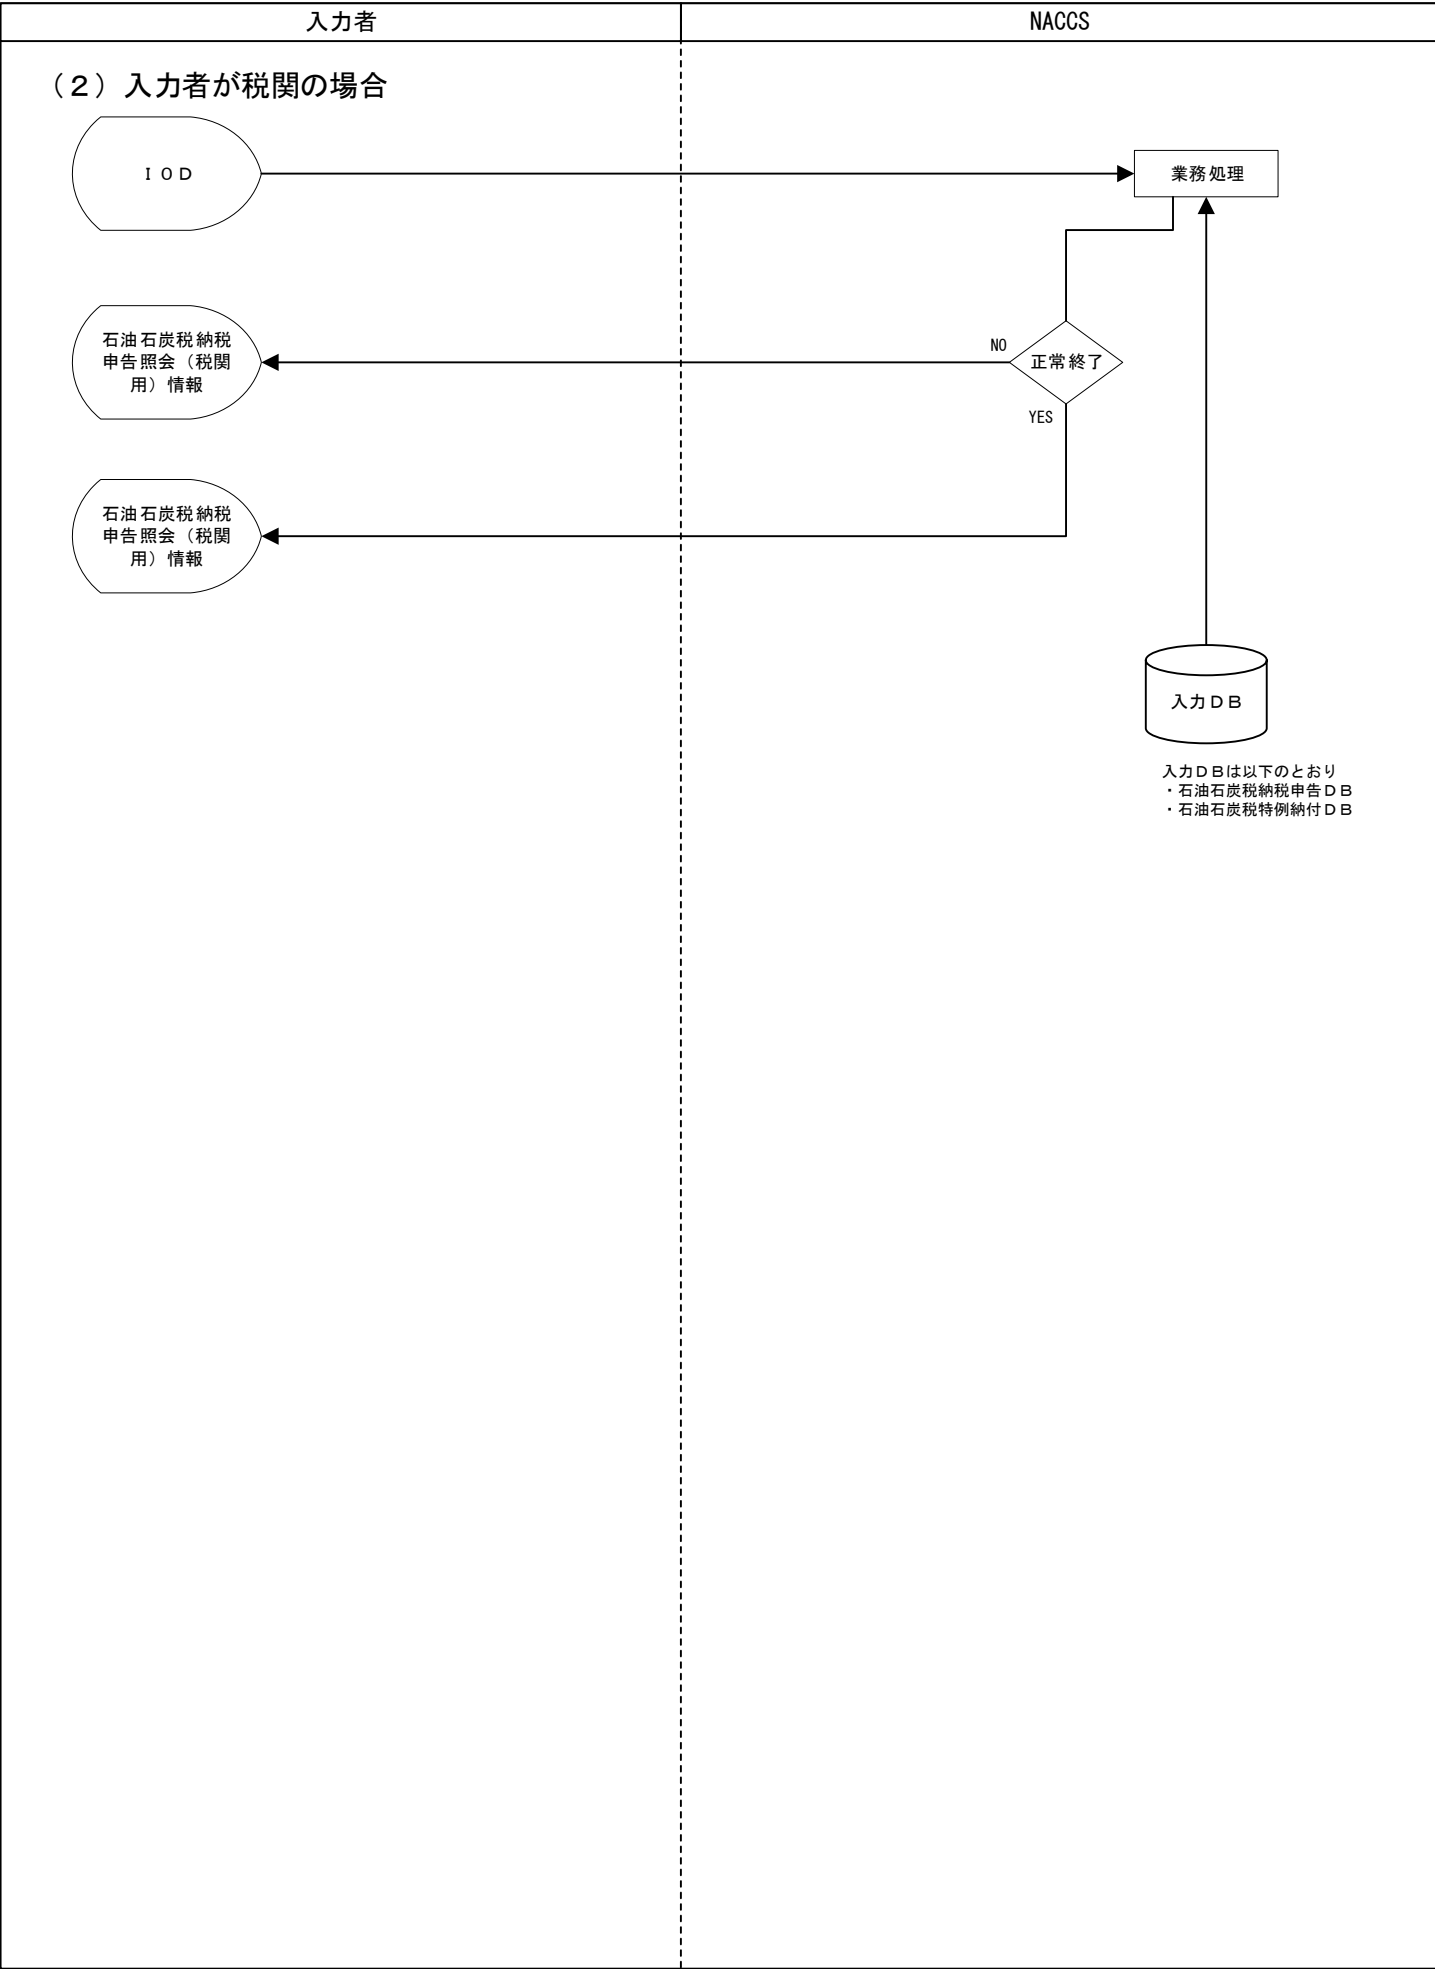 入力者
NACCS
（２）入力者が税関の場合
ＩＯＤ
業務処理
石油石炭税納税
申告照会（税関
用）情報
NO
正常終了
YES
石油石炭税納税
申告照会（税関
用）情報
入力ＤＢ
入力ＤＢは以下のとおり
・石油石炭税納税申告ＤＢ
・石油石炭税特例納付ＤＢ